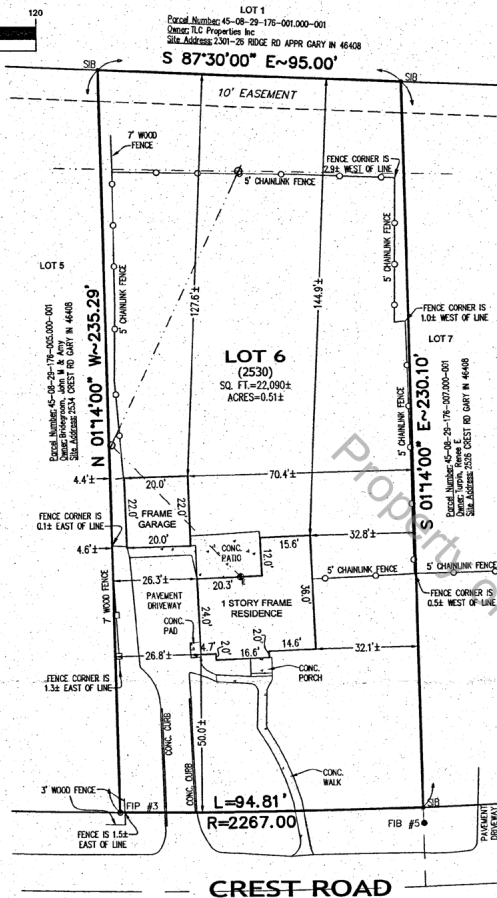 120
LOT 1
Parcel Number: 45-08-29-176-001.000-001
Owner: TLC Properties Inc
Site Address: 2301-25 RIDGE RD APPR GARY IN 46408
S 87°30'00" E~95.00'
SIB
SIB
10' EASEMENT
7' WOOD
FENCE
5' CHAINLINK FENCE
FENCE CORNER IS
2.9± WEST OF LINE
5' CHAINLINK FENCE
127.6'±
144.9'±
5' CHAINLINK FENCE
LOT 5
Parcel Number: 45-08-29-176-005.000-001
Owner: Bridegroom, John M & Amy
Site Address: 2534 CREST RD GARY IN 46408
N 01°14'00" W~235.29'
FENCE CORNER IS
1.0± WEST OF LINE
LOT 7
Parcel Number: 45-08-29-176-007.000-001
Owner: Turpin, Renee E
Site Address: 2526 CREST RD GARY IN 46408
S 01°14'00" E~230.10'
5' CHAINLINK FENCE
LOT 6
(2530)
SQ. FT.=22,090±
ACRES=0.51±
Property of
4.4'±
20.0'
70.4'±
22.0'
22.0'
FRAME
GARAGE
20.0'
FENCE CORNER IS
0.1± EAST OF LINE
4.6'±
CONC.
PATIO
12.0'
15.6'
32.8'±
26.3'±
20.3'
36.0'
5' CHAINLINK FENCE
5' CHAINLINK FENCE
FENCE CORNER IS
0.5± WEST OF LINE
7' WOOD FENCE
PAVEMENT
DRIVEWAY
24.0'
1 STORY FRAME
RESIDENCE
CONC.
PAD
4.7'
2.0'
16.6'
2.0'
14.6'
32.1'±
26.8'±
CONC.
PORCH
FENCE CORNER IS
1.3± EAST OF LINE
CONC. CURB
50.0'±
CONC. CURB
CONC.
WALK
3' WOOD FENCE
FIP #3
L=94.81'
R=2267.00
SIB
FIB #5
FENCE IS 1.5±
EAST OF LINE
PAVEMENT
DRIVEWAY
CREST ROAD